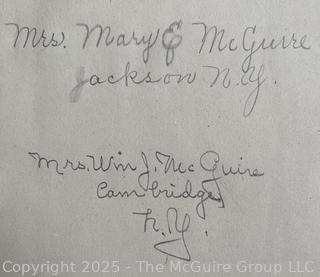 Mrs. Mary E McGuire
Jackson N.Y.
Mrs. Wm J. McGuire
Cambridge
N.Y.
Copyright 2025 - The McGuire Group LLC